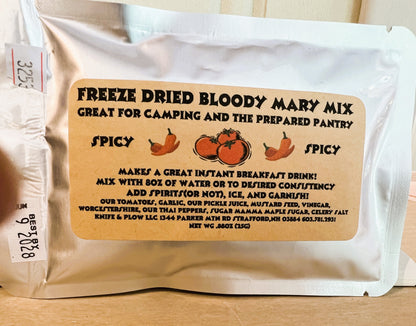 325
FREEZE DRIED BLOODY MARY MIX
GREAT FOR CAMPING AND THE PREPARED PANTRY
SPICY SPICY
MAKES A GREAT INSTANT BREAKFAST DRINK!
MIX WITH 8OZ OF WATER OR TO DESIRED CONSISTENCY
ADD SPIRITS(OR NOT), ICE, AND GARNISH!
OUR TOMATOES, GARLIC, OUR PICKLE JUICE, MUSTARD SEED, VINEGAR,
WORCESTERSHIRE, OUR THAI PEPPERS, SUGAR MAMMA MAPLE SUGAR, CELERY SALT
KNIFE & PLOW LLC 1344 PARKER MTN RD STRAFFORD,NH 03884 603.781.2931
NET WG .88OZ (25G)
BEST BY
9 2028